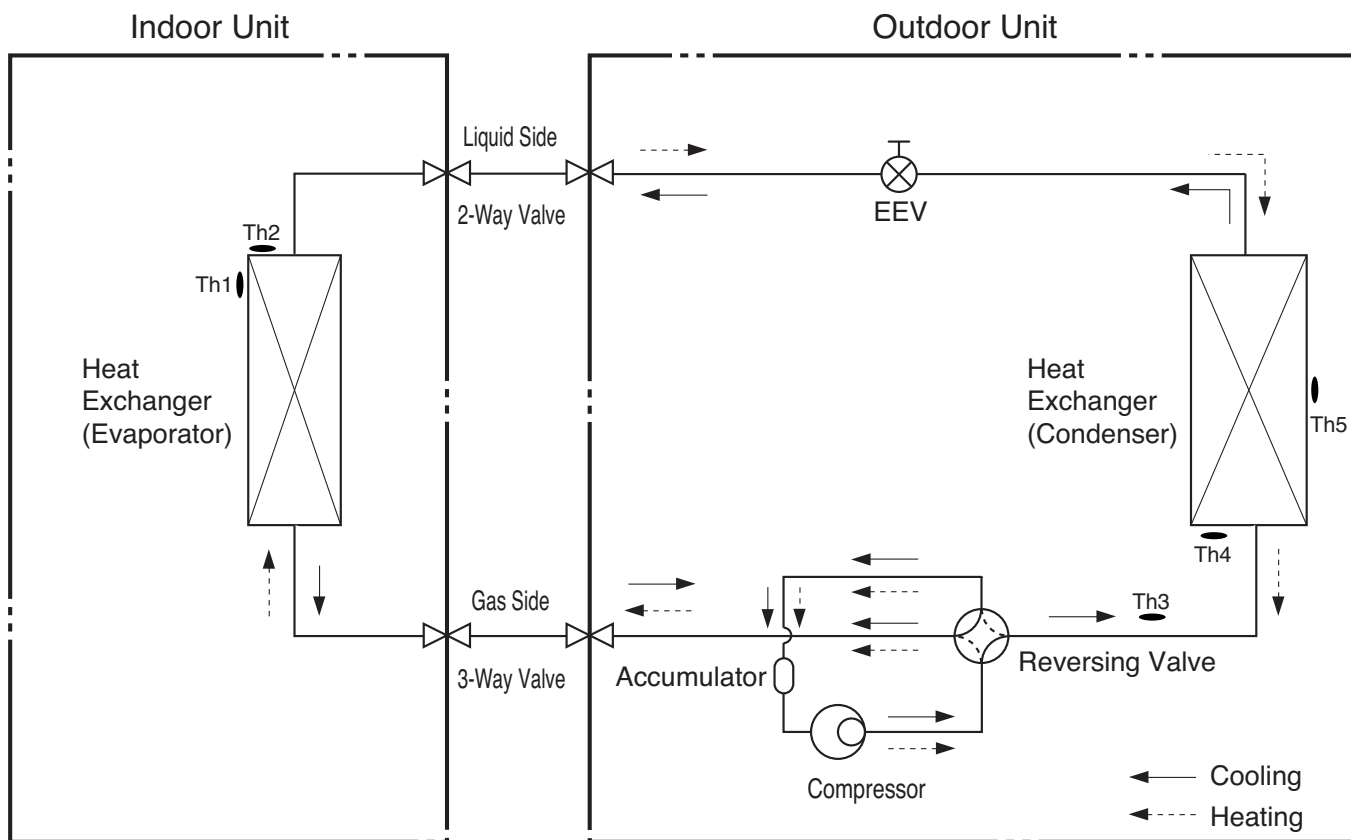 Indoor Unit
Outdoor Unit
Liquid Side
2-Way Valve
EEV
Th2
Th1
Heat
Exchanger
(Evaporator)
Heat
Exchanger
(Condenser)
Th5
Th4
Gas Side
3-Way Valve
Th3
Accumulator
Reversing Valve
Compressor
Cooling
Heating